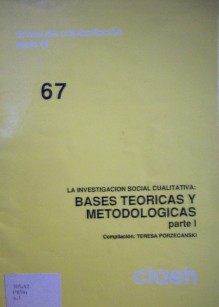 67
LA INVESTIGACION SOCIAL CUALITATIVA:
BASES TEORICAS Y
METODOLOGICAS
parte I
Compilación: TERESA PORZECANSKI
claeh